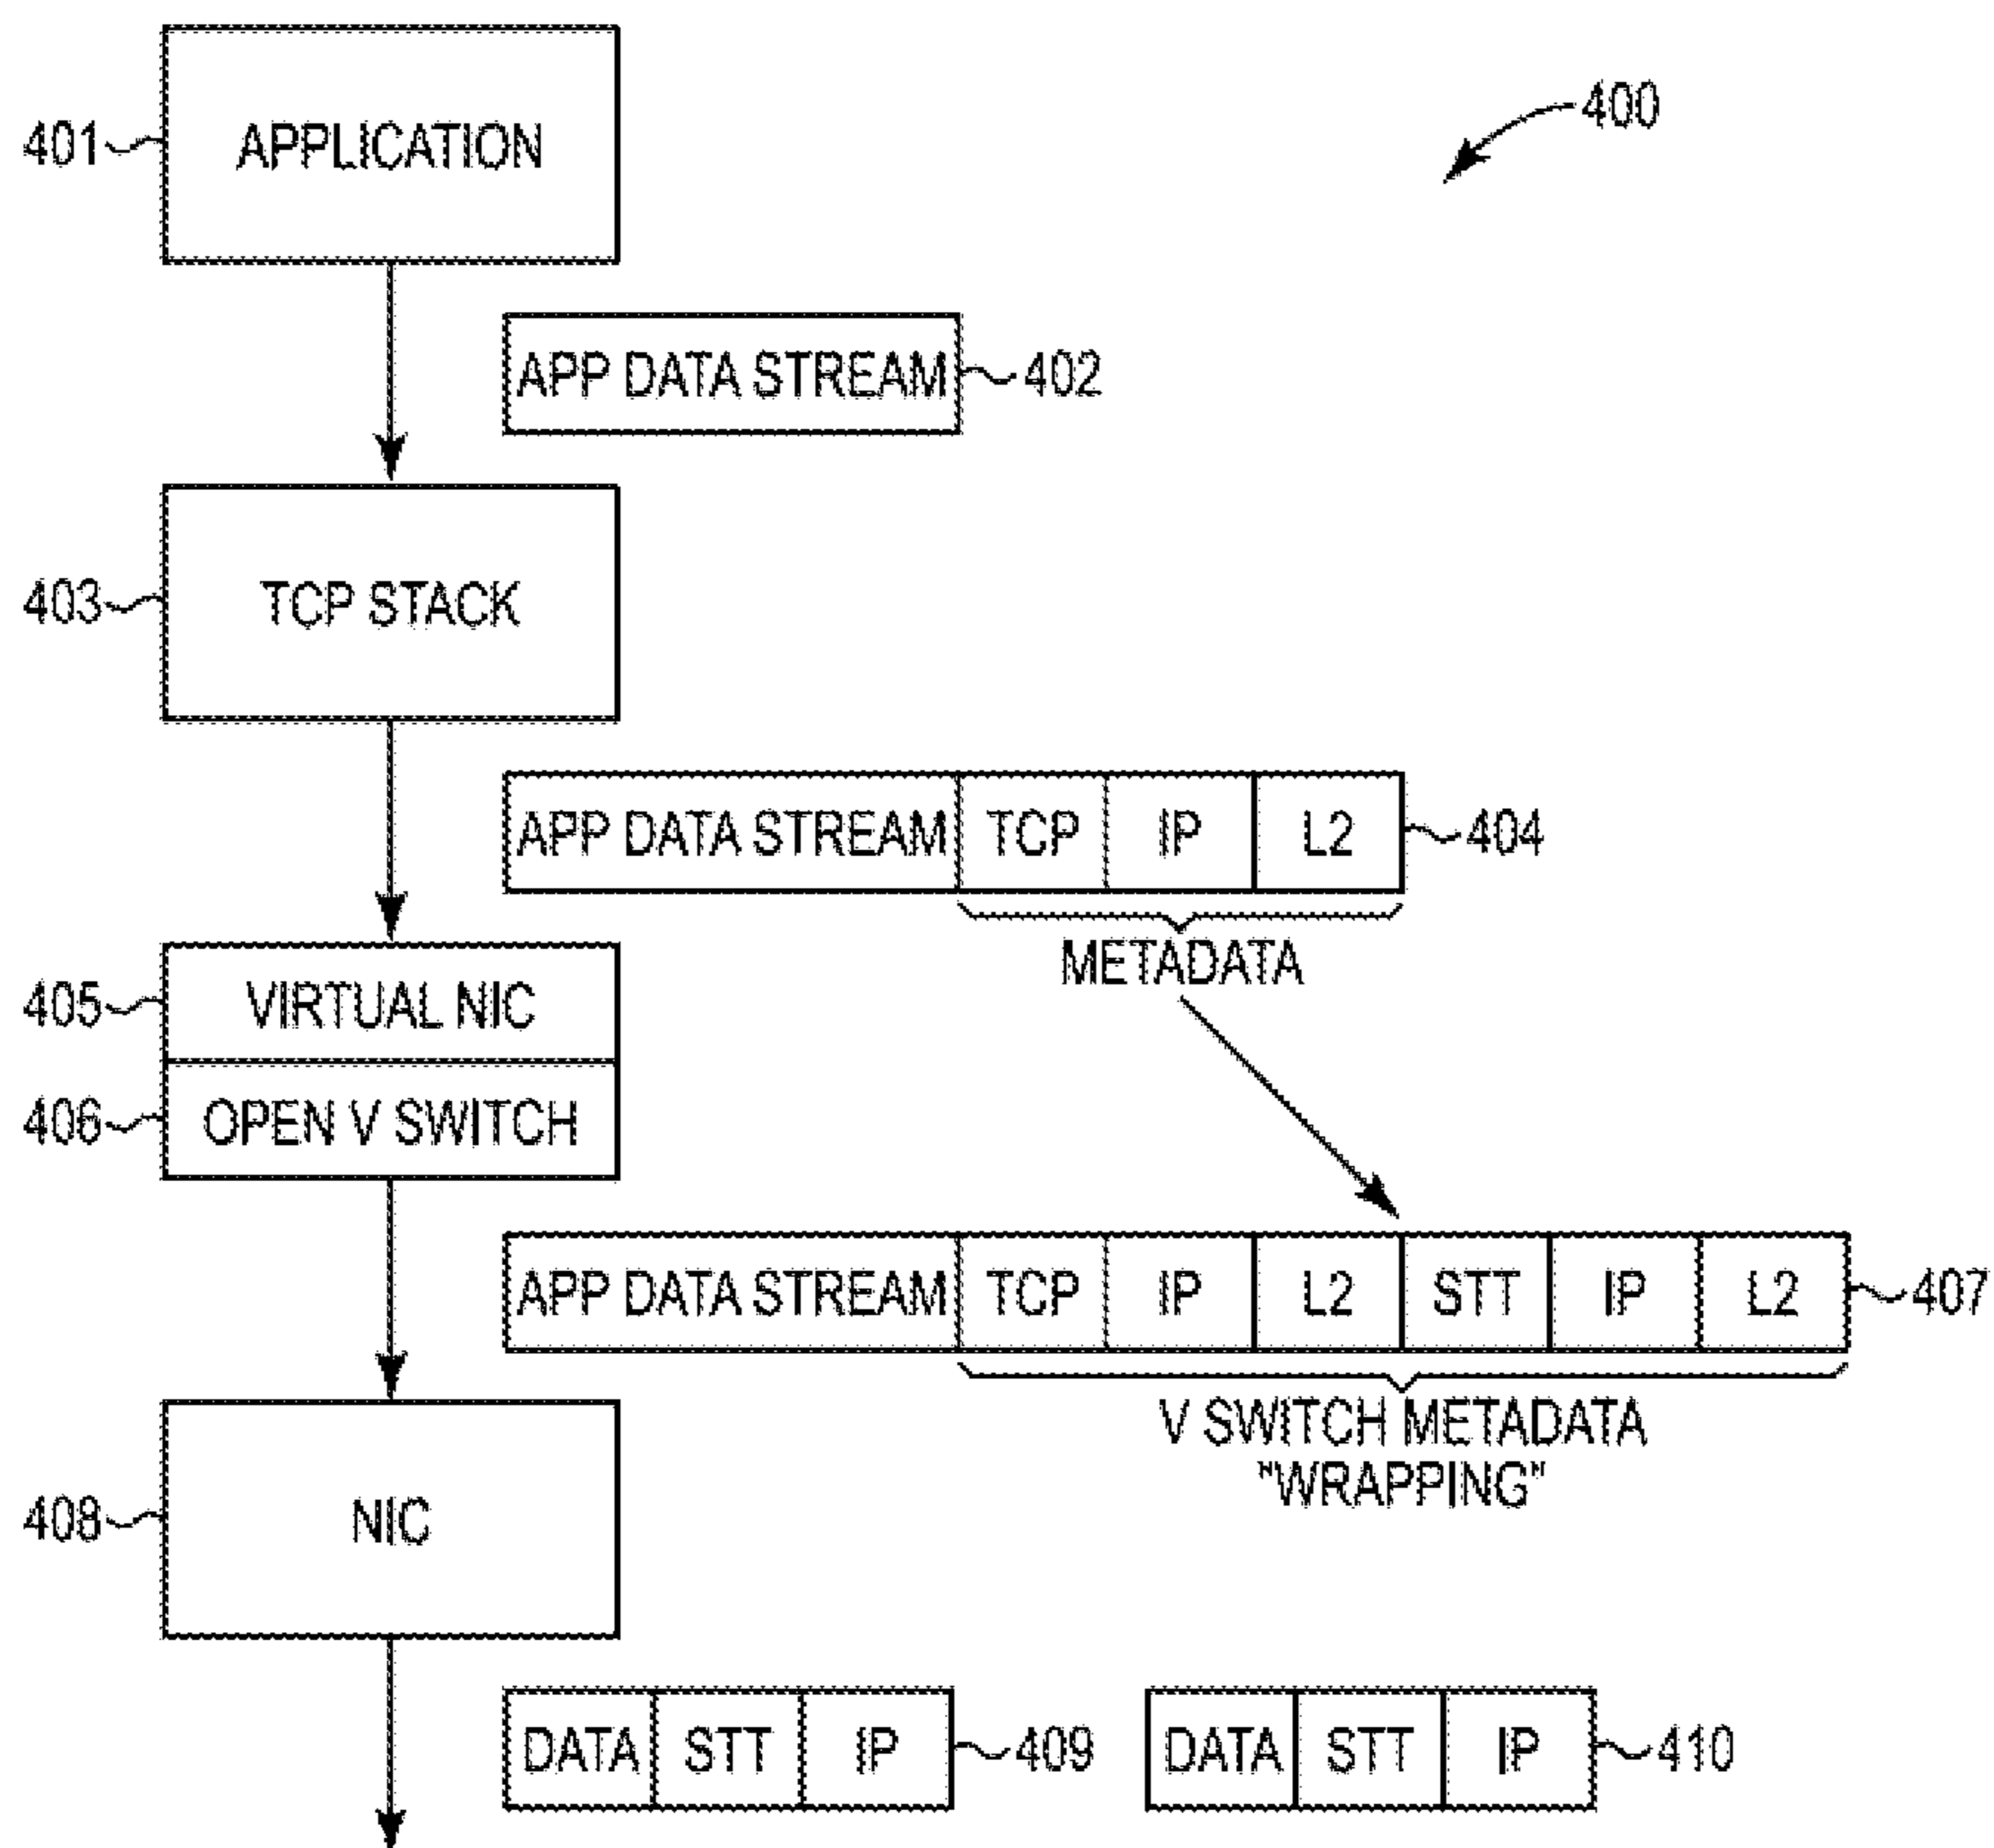 400
401 APPLICATION
APP DATA STREAM 402
403 TCP STACK
APP DATA STREAM TCP IP L2 404
METADATA
405 VIRTUAL NIC
406 OPEN V SWITCH
APP DATA STREAM TCP IP L2 STT IP L2 407
V SWITCH METADATA
"WRAPPING"
408 NIC
DATA STT IP 409 DATA STT IP 410